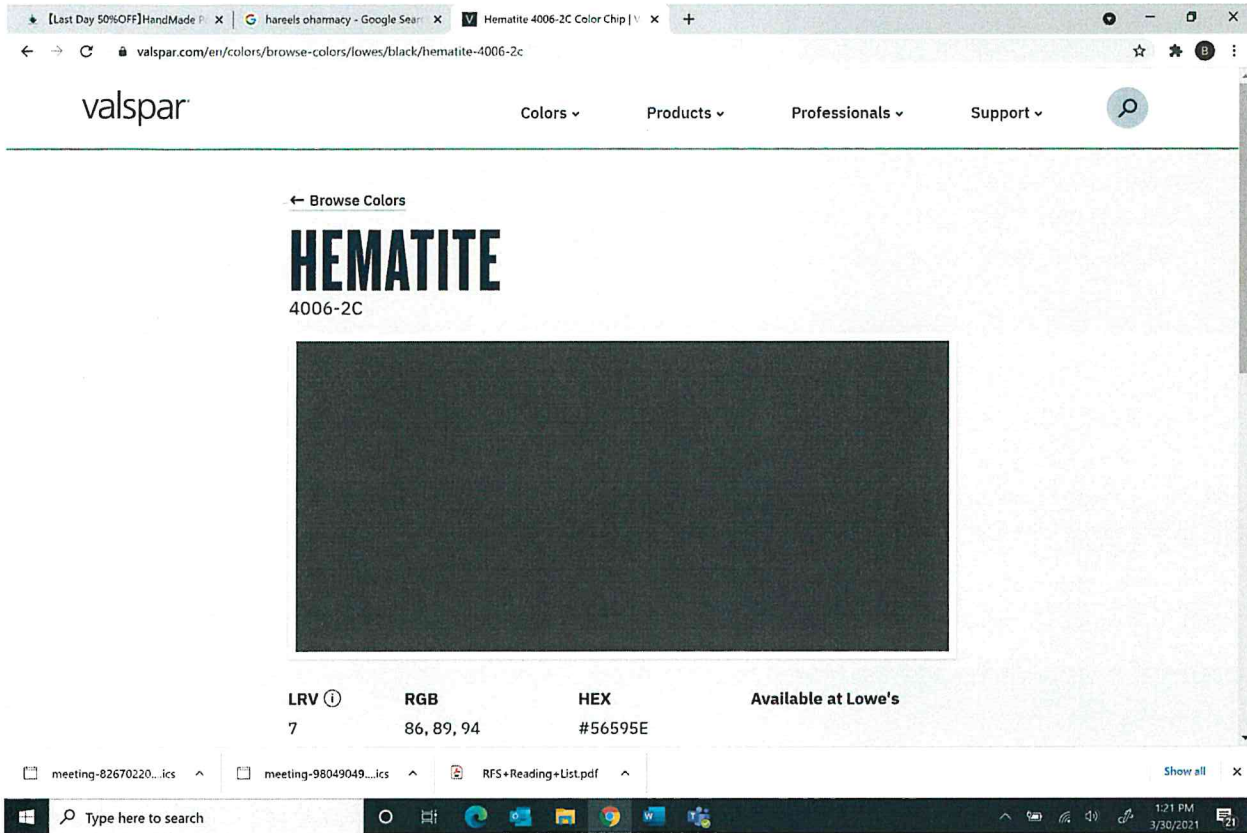 【Last Day 50%OFF】HandMade P
hareels oharmacy - Google Sear
Hematite 4006-2C Color Chip | V
valspar.com/en/colors/browse-colors/lowes/black/hematite-4006-2c
B
valspar
Colors
Products
Professionals
Support
← Browse Colors
HEMATITE
4006-2C
LRV
RGB
HEX
Available at Lowe's
7
86, 89, 94
#56595E
meeting-82670220....ics
meeting-98049049....ics
RFS+Reading+List.pdf
Show all
Type here to search
1:21 PM
3/30/2021
21